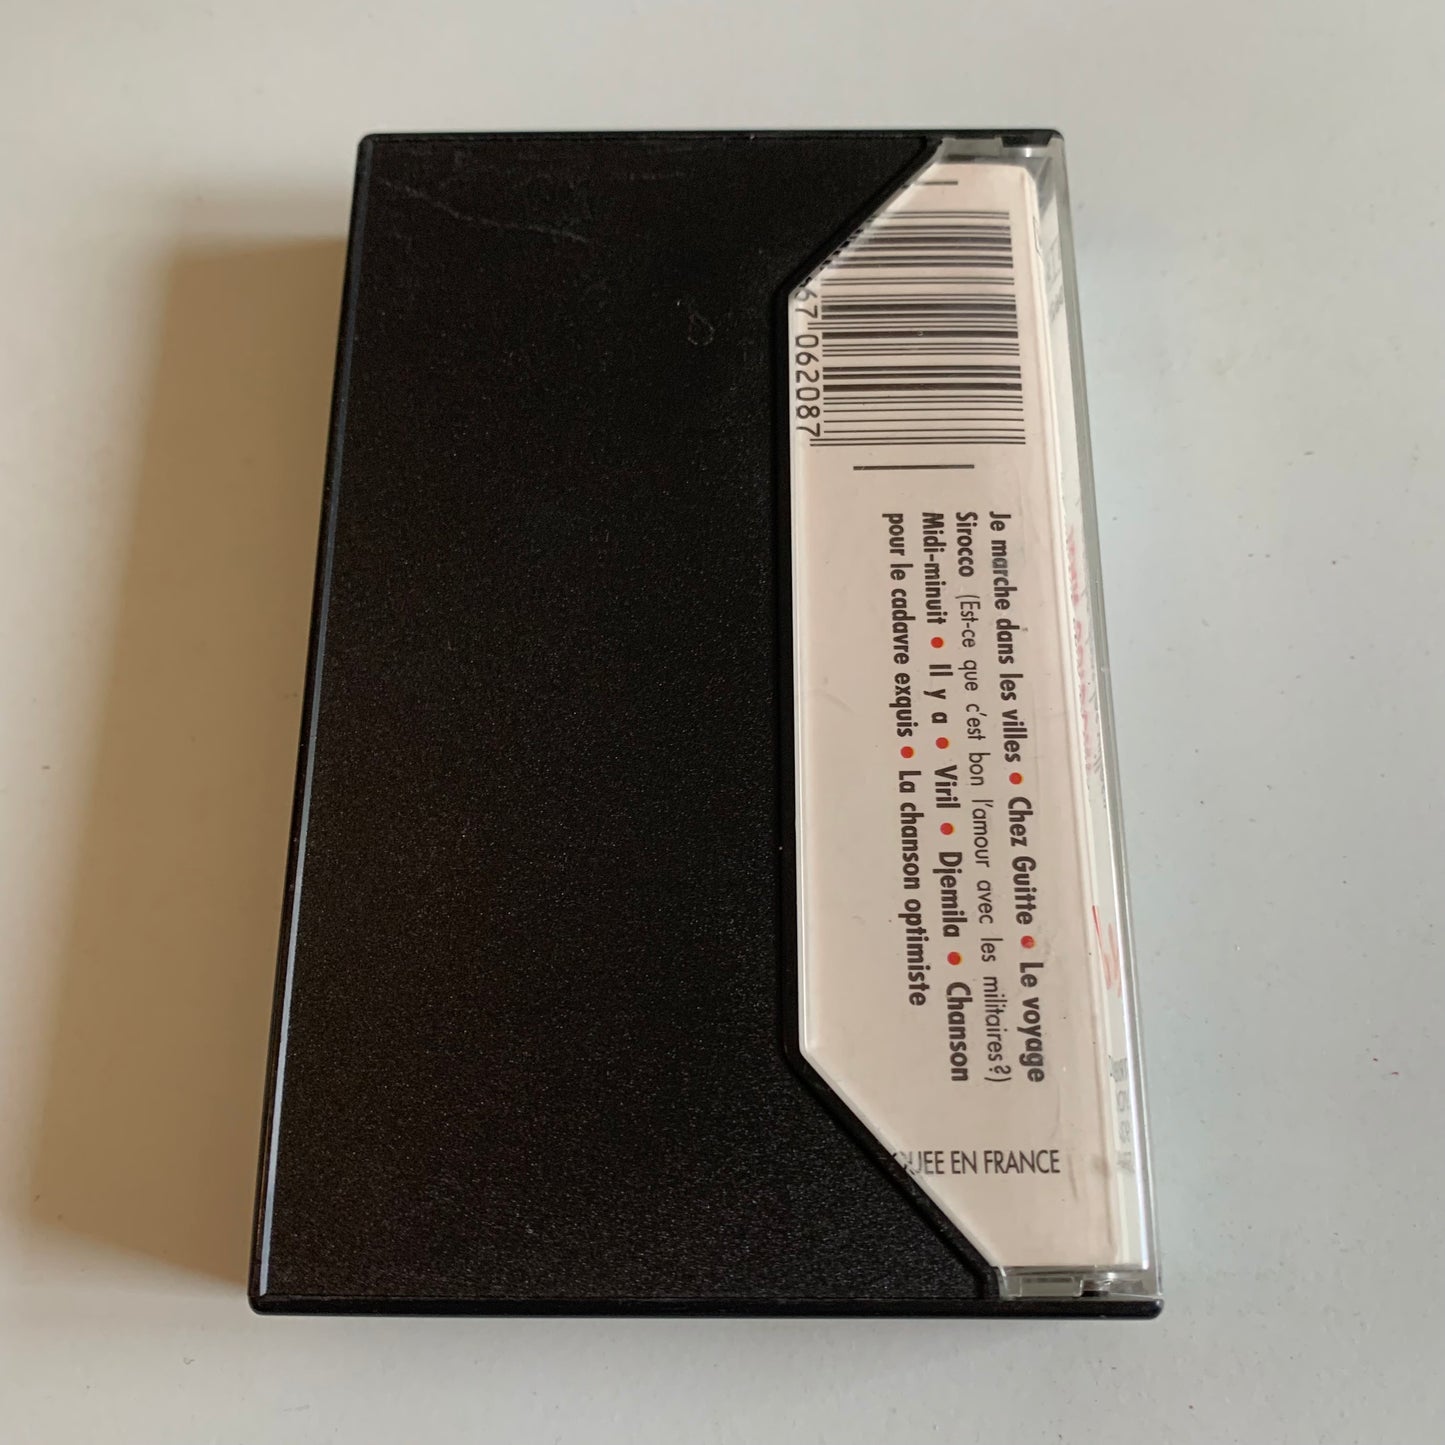 67 062087
Je marche dans les villes • Chez Guitte • Le voyage
Sirocco (Est-ce que c'est bon l'amour avec les militaires?)
Midi-minuit • Il y a • Viril • Djemila • Chanson
pour le cadavre exquis • La chanson optimiste
QUEE EN FRANCE